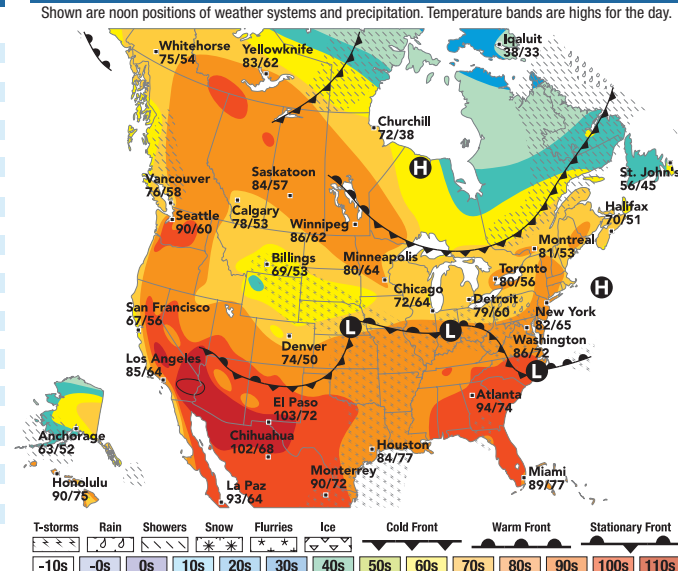 Shown are noon positions of weather systems and precipitation. Temperature bands are highs for the day.
Iqaluit
38/33
Whitehorse
75/54
Yellowknife
83/62
Churchill
72/38
H
St. John's
56/45
Vancouver
76/58
Saskatoon
84/57
Halifax
70/51
Seattle
90/60
Calgary
78/53
Winnipeg
86/62
Montreal
81/53
Billings
69/53
Minneapolis
80/64
Toronto
80/56
H
Chicago
72/64
Detroit
79/60
San Francisco
67/56
New York
82/65
L
L
Denver
74/50
Washington
86/72
Los Angeles
85/64
L
El Paso
103/72
Atlanta
94/74
Anchorage
63/52
Chihuahua
102/68
Houston
84/77
Honolulu
90/75
La Paz
93/64
Monterrey
90/72
Miami
89/77
T-storms Rain Showers Snow Flurries Ice Cold Front Warm Front Stationary Front
-10s -0s 0s 10s 20s 30s 40s 50s 60s 70s 80s 90s 100s 110s